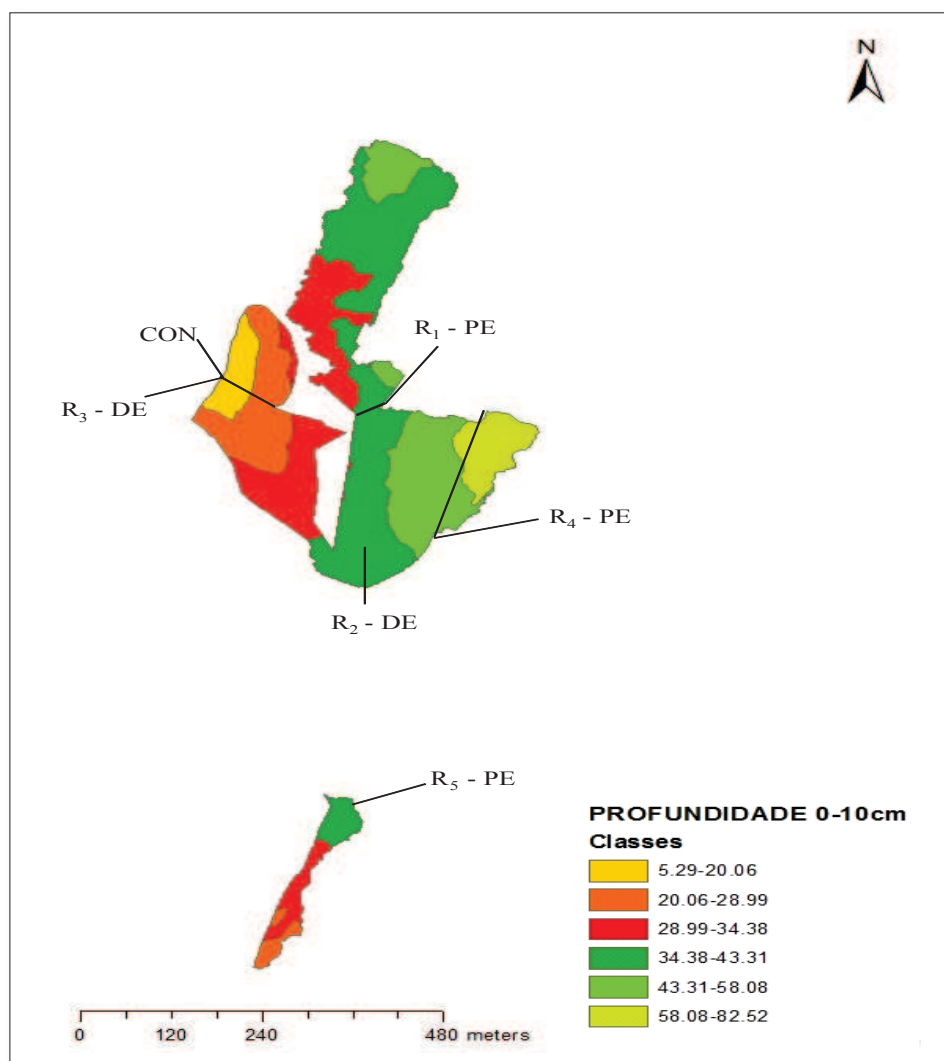 N
R₁ - PE
CON
R₃ - DE
R₄ - PE
R₂ - DE
R₅ - PE
PROFUNDIDADE 0-10cm
Classes
5.29-20.06
20.06-28.99
28.99-34.38
34.38-43.31
43.31-58.08
58.08-82.52
0 120 240 480 meters